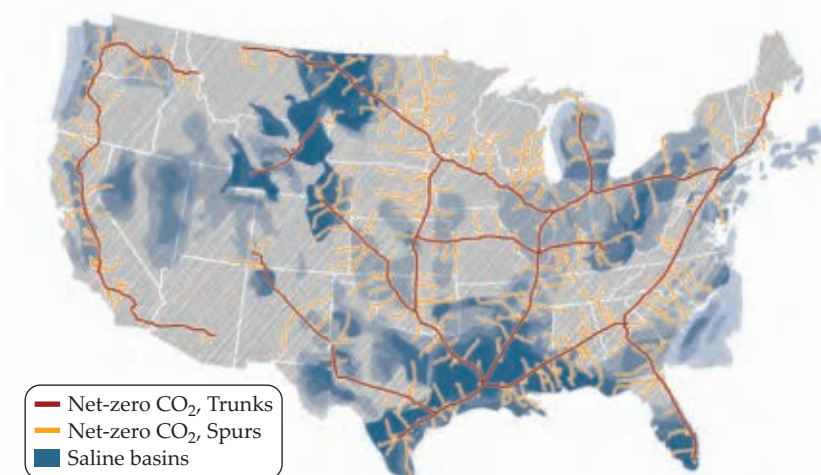 Net-zero CO₂, Trunks
Net-zero CO₂, Spurs
Saline basins